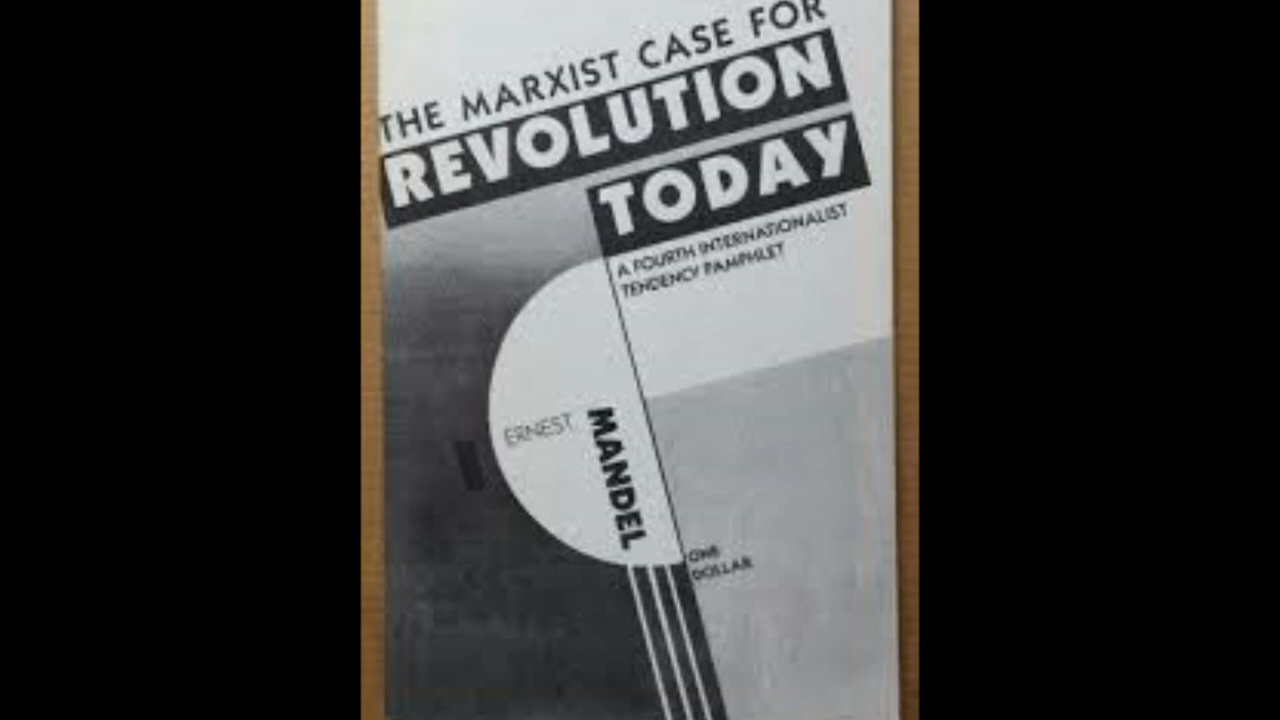 THE MARXIST CASE FOR
REVOLUTION
TODAY
A FOURTH INTERNATIONALIST
TENDENCY PAMPHLET
ERNEST
MANDEL
ONE
DOLLAR